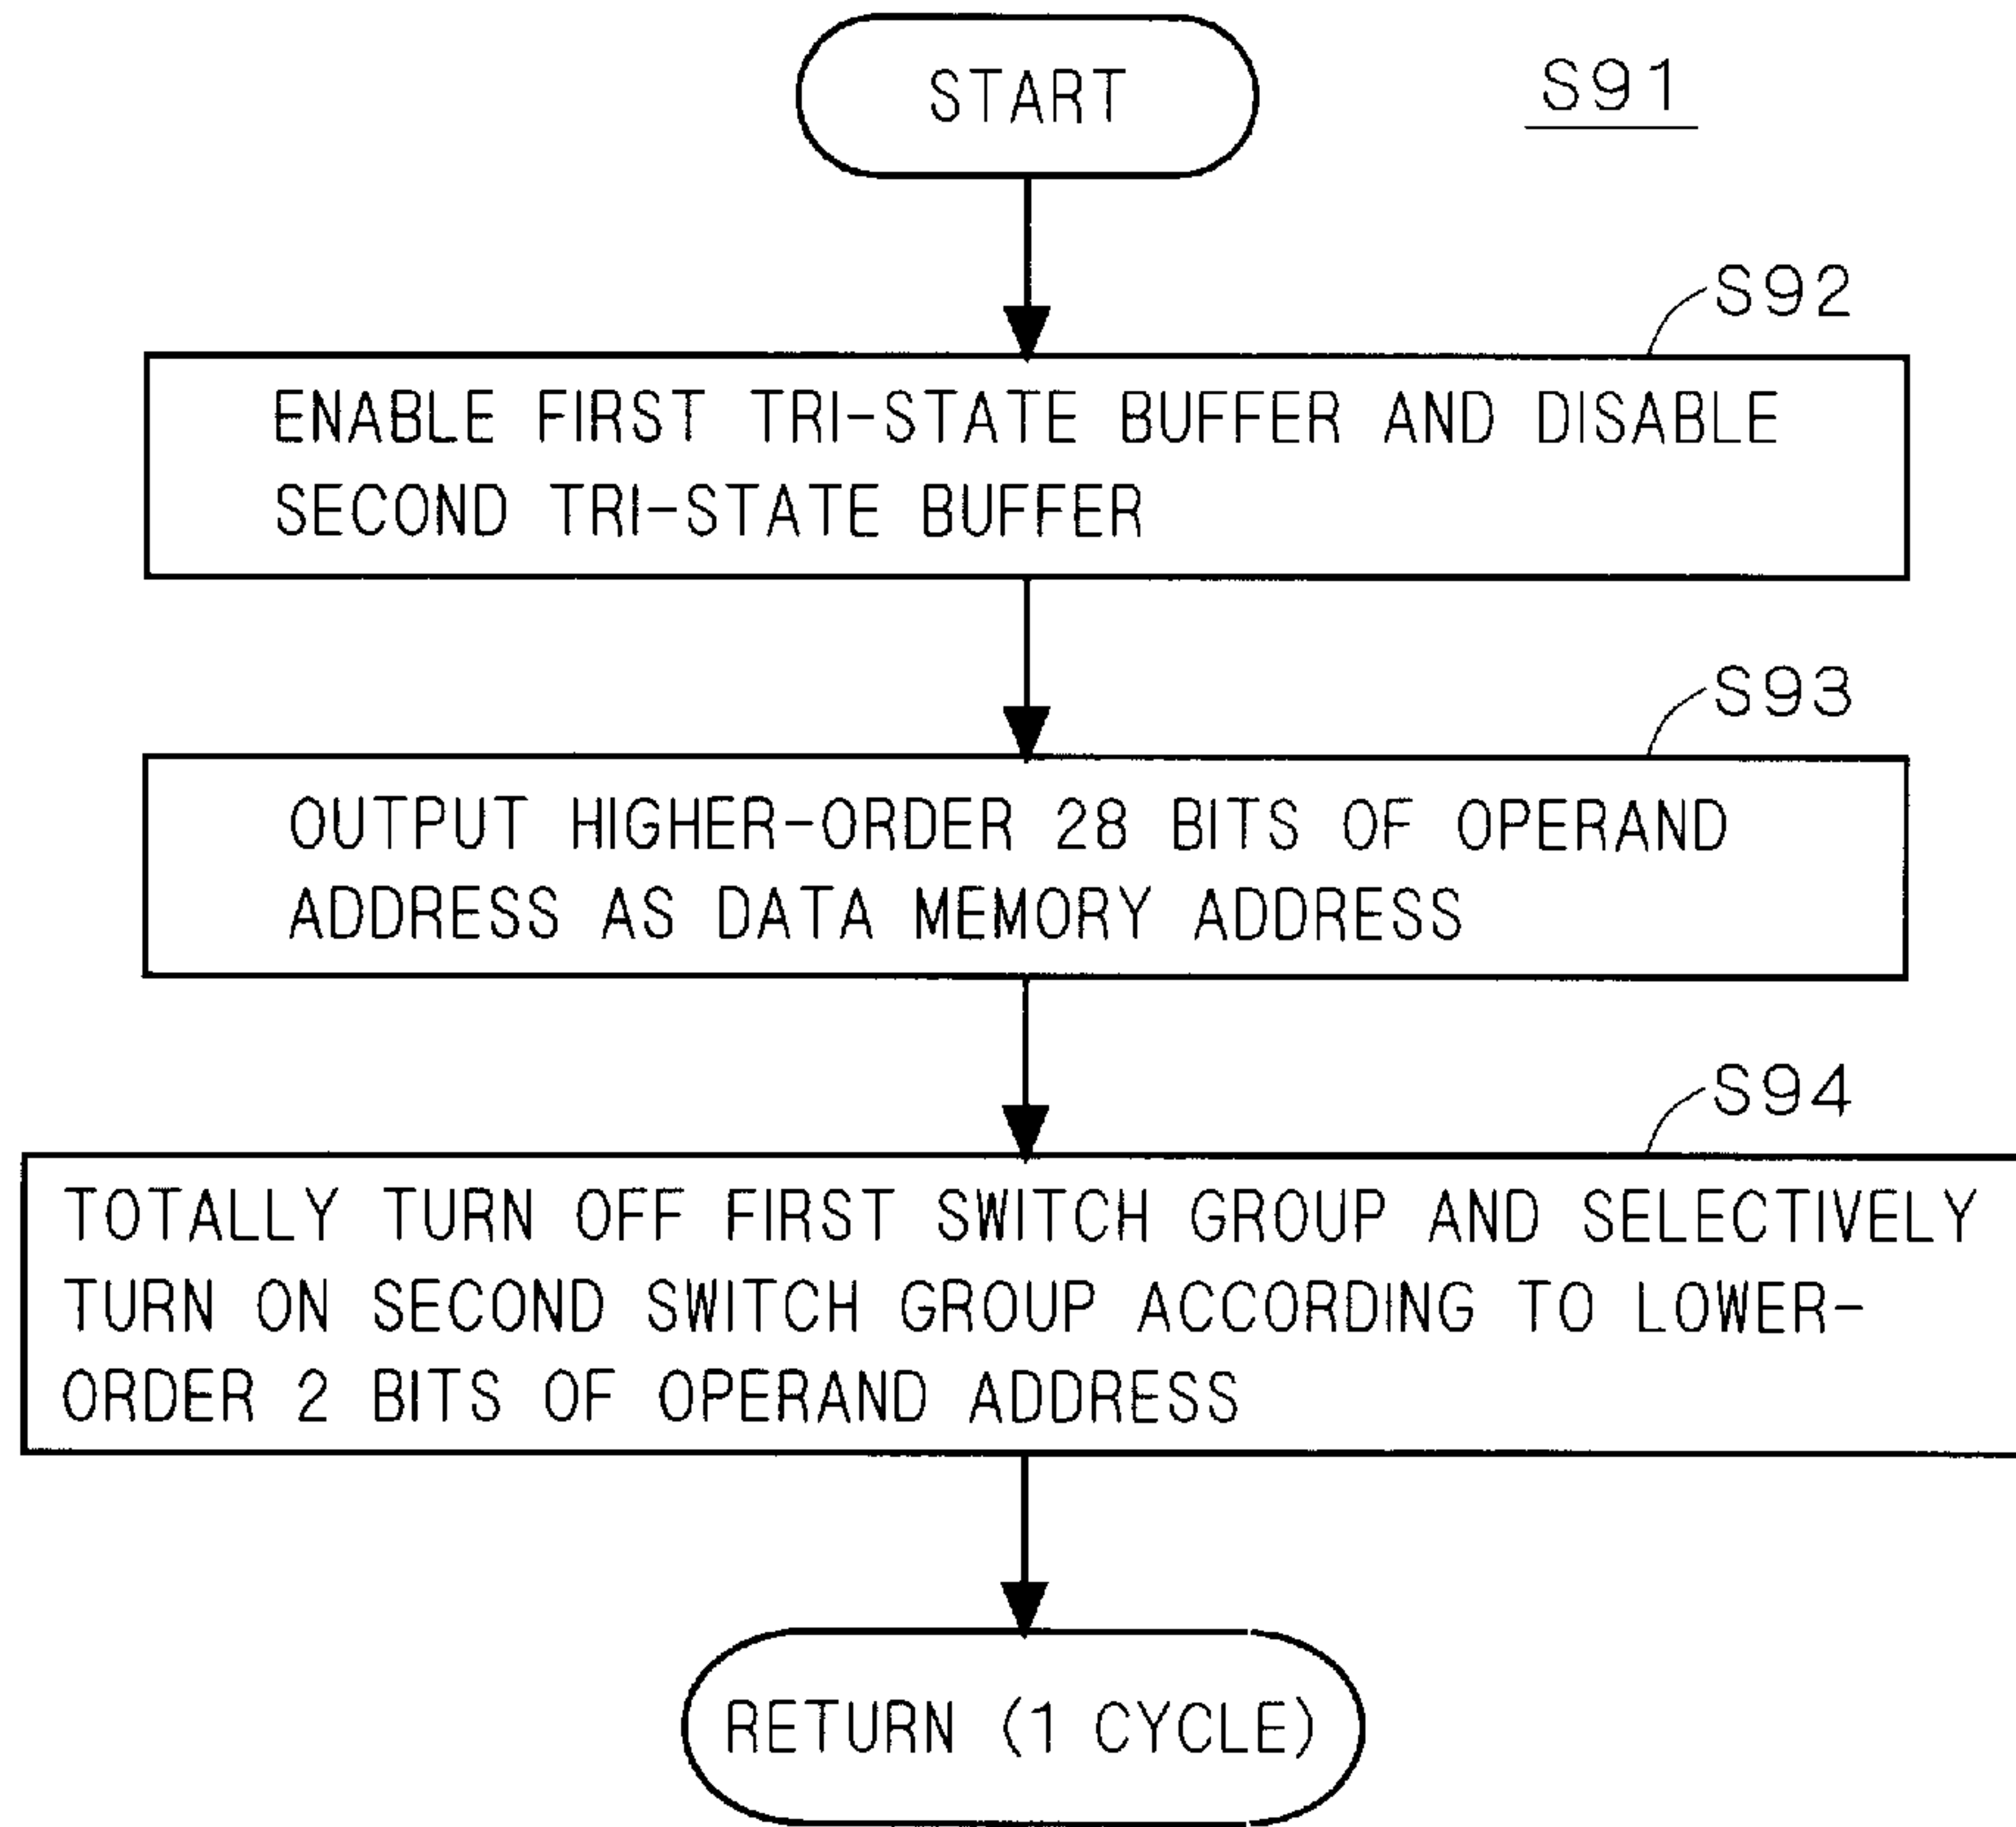 START
S91
S92
ENABLE FIRST TRI-STATE BUFFER AND DISABLE
SECOND TRI-STATE BUFFER
S93
OUTPUT HIGHER-ORDER 28 BITS OF OPERAND
ADDRESS AS DATA MEMORY ADDRESS
S94
TOTALLY TURN OFF FIRST SWITCH GROUP AND SELECTIVELY
TURN ON SECOND SWITCH GROUP ACCORDING TO LOWER-
ORDER 2 BITS OF OPERAND ADDRESS
RETURN (1 CYCLE)